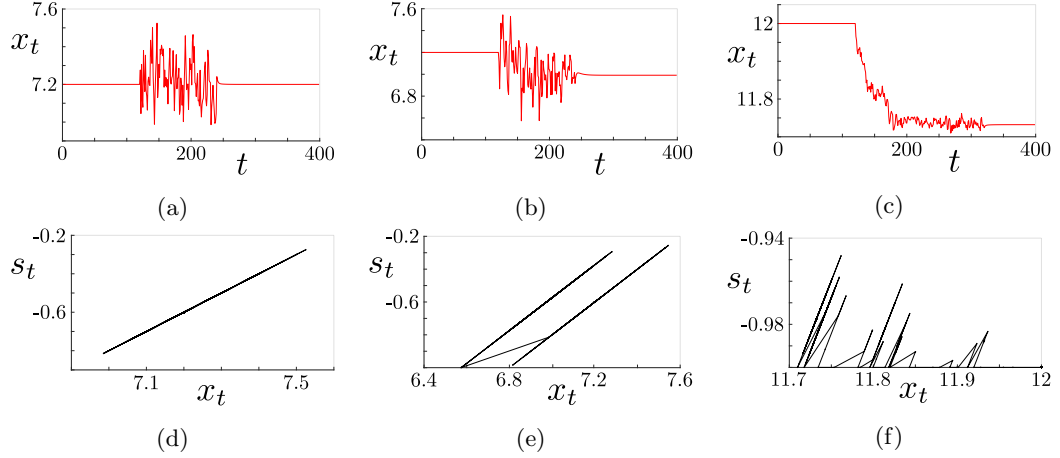 7.6
x_t
7.2
0
200
400
t
(a)
7.6
x_t
6.8
0
200
400
t
(b)
12
x_t
11.8
0
200
400
t
(c)
-0.2
s_t
-0.6
7.1
7.5
x_t
(d)
-0.2
s_t
-0.6
6.4
6.8
7.2
7.6
x_t
(e)
-0.94
s_t
-0.98
11.7
11.8
11.9
12
x_t
(f)